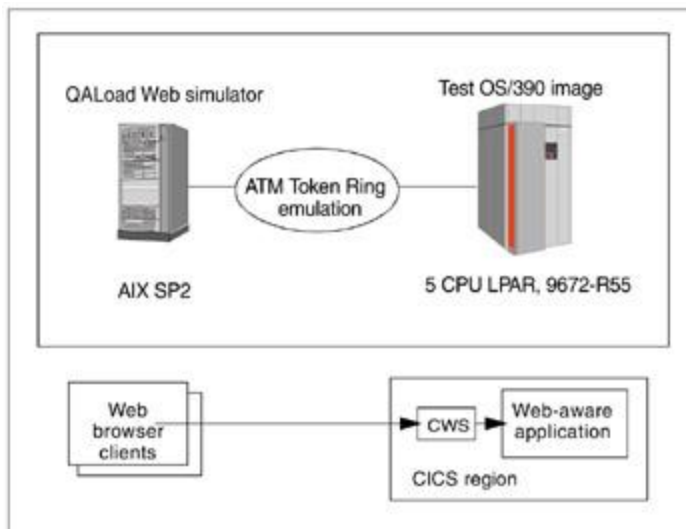 QALoad Web simulator
Test OS/390 image
ATM Token Ring
emulation
AIX SP2
5 CPU LPAR, 9672-R55
Web
browser
clients
CWS
Web-aware
application
CICS region